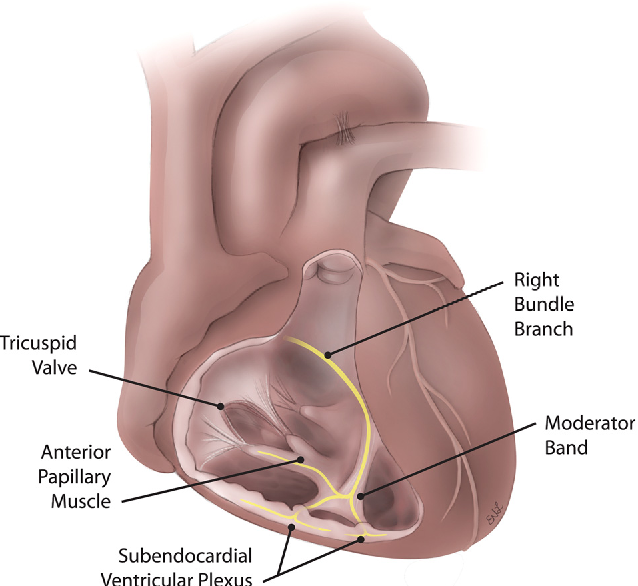 Right
Bundle
Branch
Tricuspid
Valve
Moderator
Band
Anterior
Papillary
Muscle
Subendocardial
Ventricular Plexus